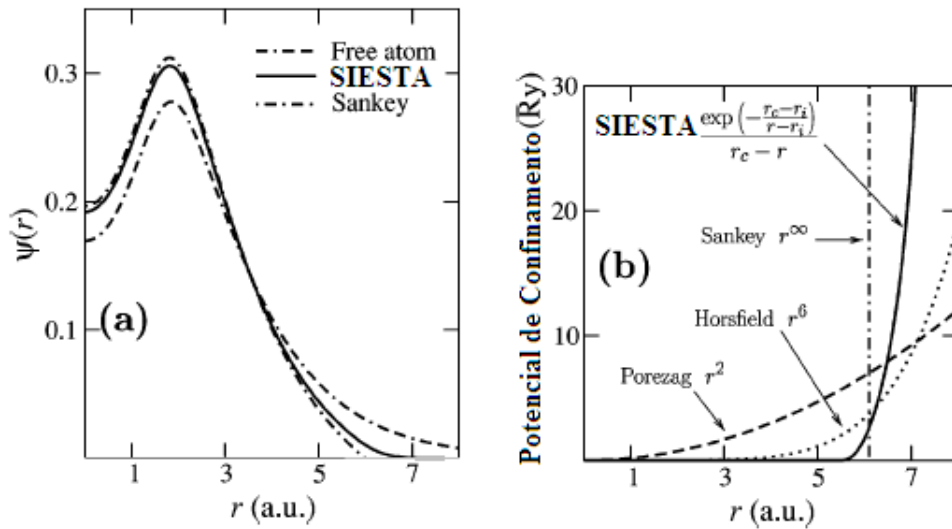 Free atom
SIESTA
Sankey
0.3
0.2
0.1
ψ(r)
(a)
1 3 5 7
r (a.u.)
30
20
10
Potencial de Confinamento (Ry)
SIESTA exp(-\frac{r_c-r_i}{r-r_i})
r_c - r
Sankey r^∞
(b)
Horsfield r^6
Porezag r^2
1 3 5 7
r (a.u.)